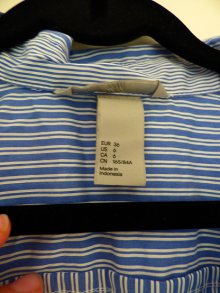 EUR 36
US 6
CA 6
CN 165/84A
Made in
Indonesia